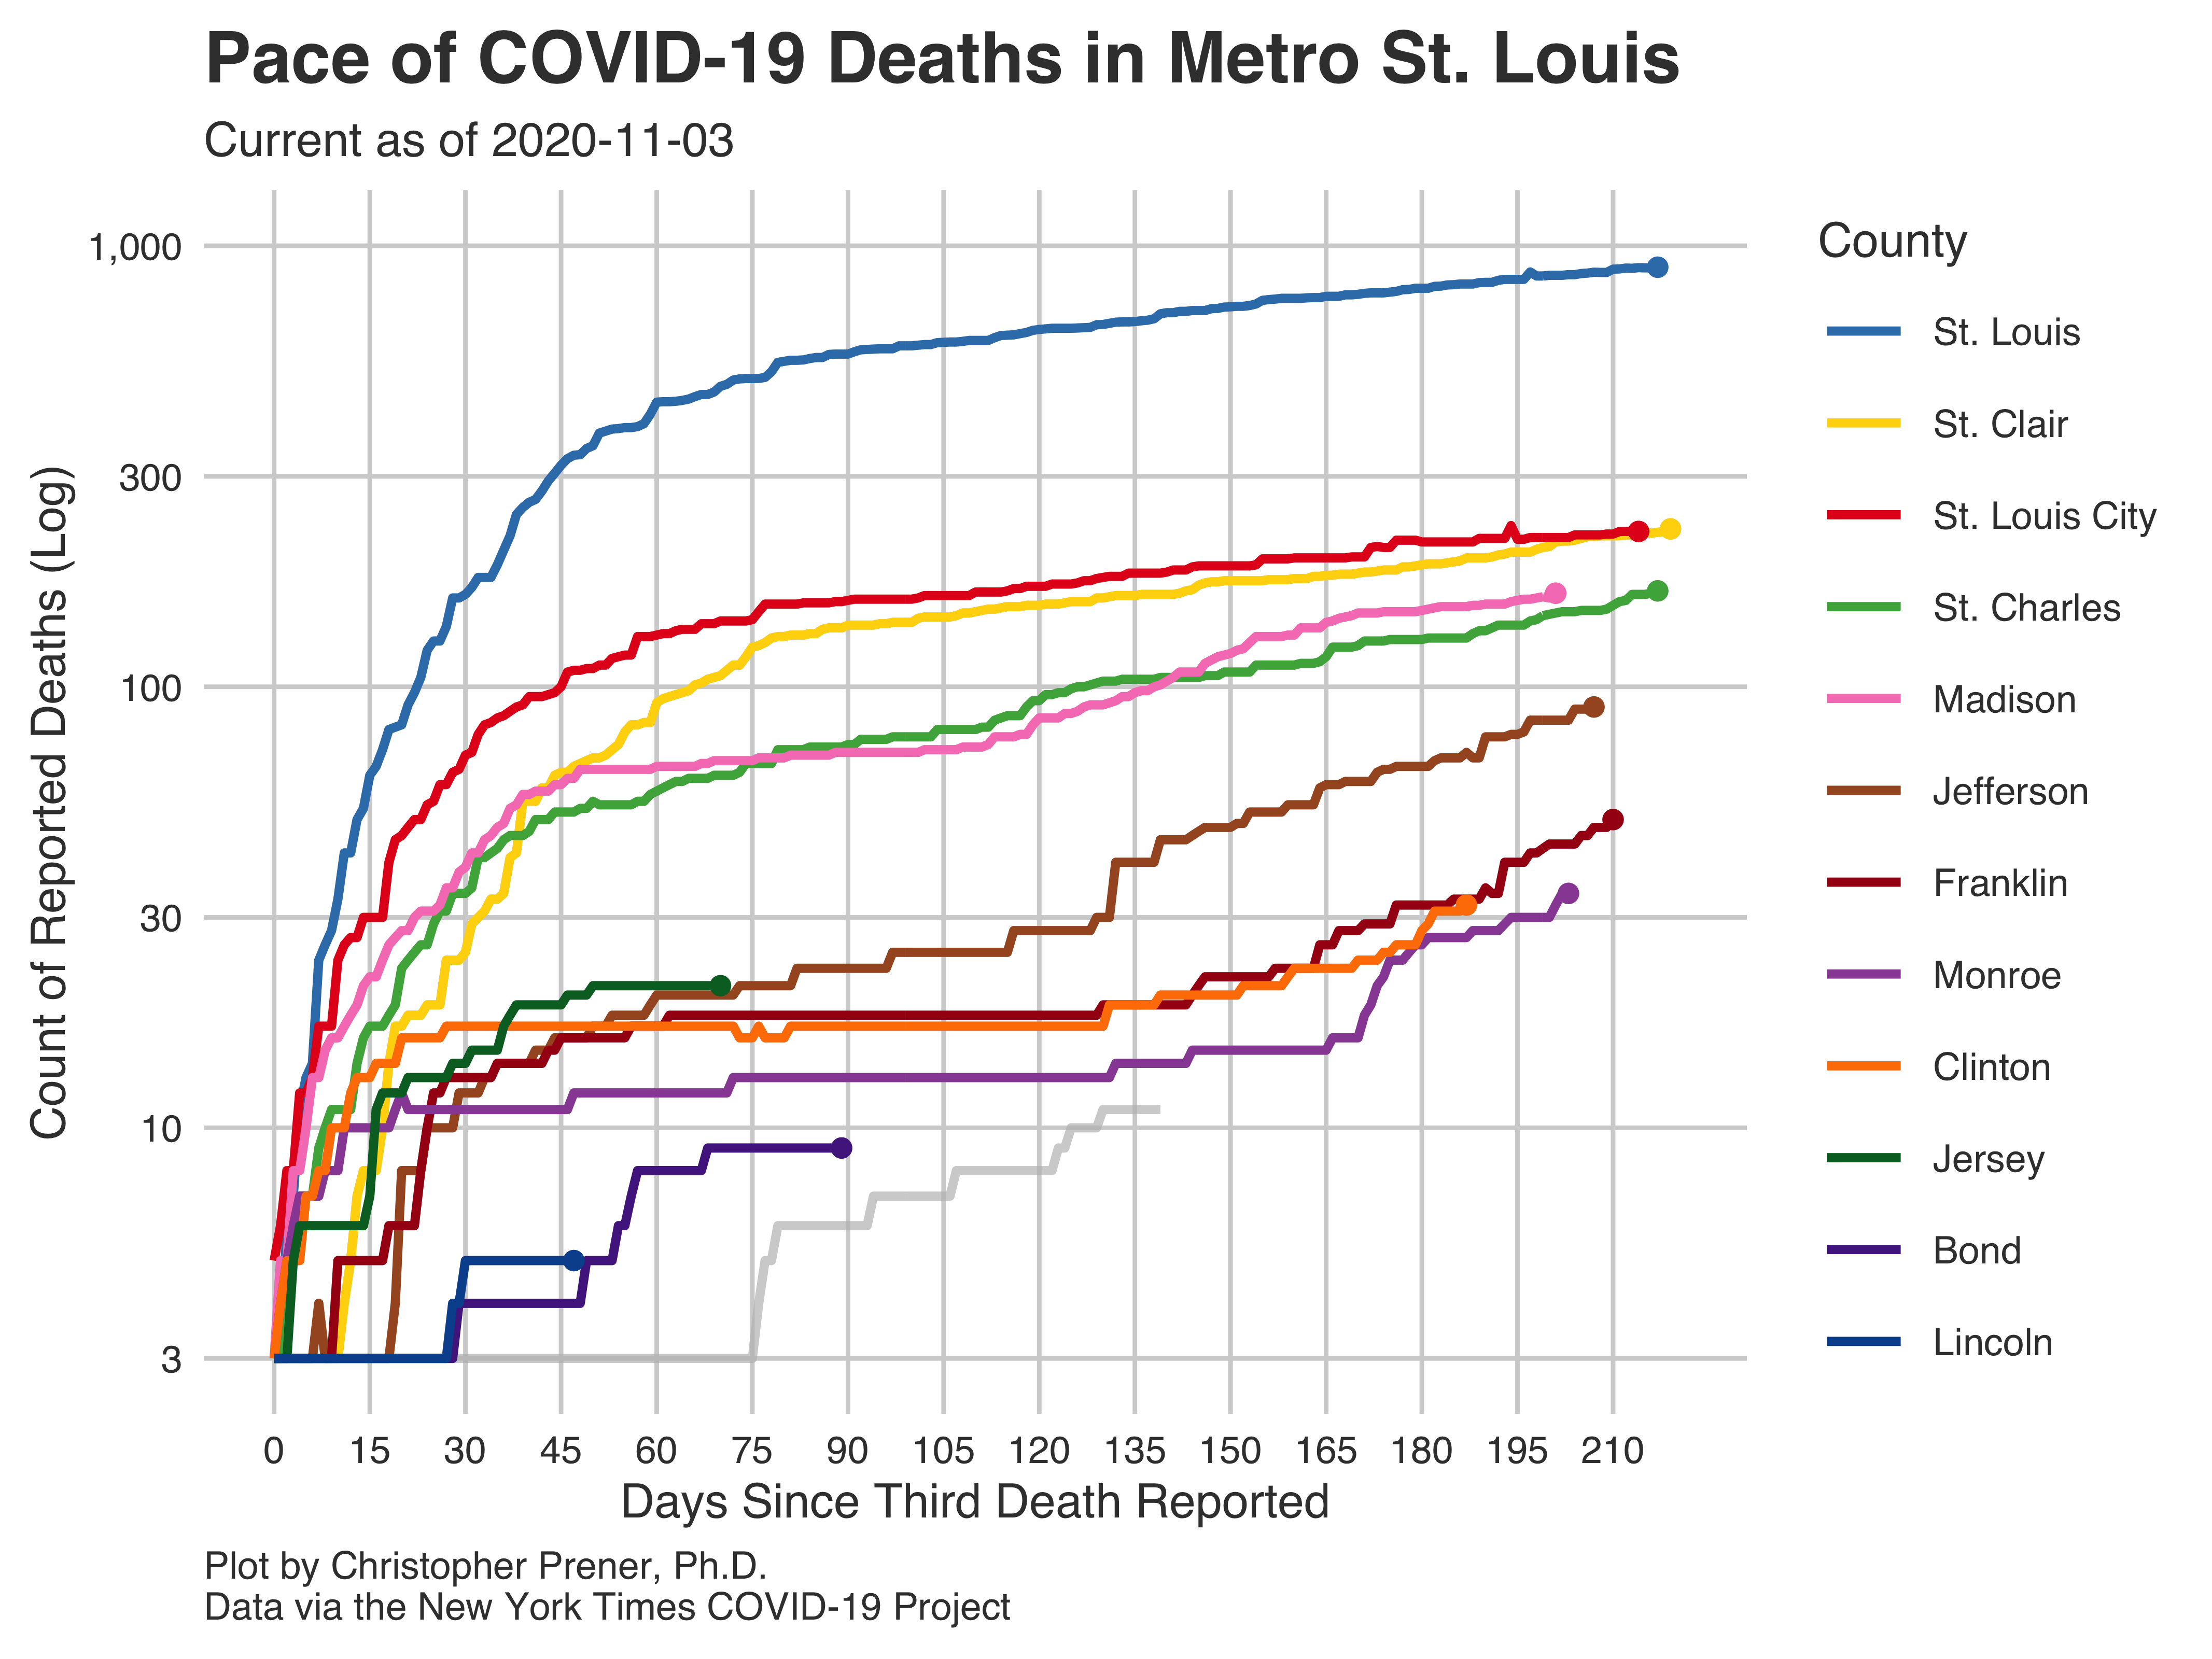 Pace of COVID-19 Deaths in Metro St. Louis
Current as of 2020-11-03
Count of Reported Deaths (Log)
1,000
300
100
30
10
3
0 15 30 45 60 75 90 105 120 135 150 165 180 195 210
Days Since Third Death Reported
County
St. Louis
St. Clair
St. Louis City
St. Charles
Madison
Jefferson
Franklin
Monroe
Clinton
Jersey
Bond
Lincoln
Plot by Christopher Prener, Ph.D.
Data via the New York Times COVID-19 Project